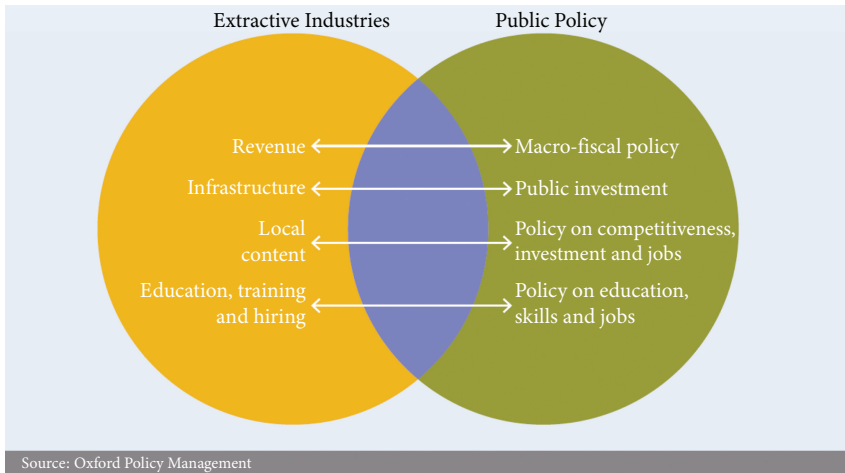 Extractive Industries
Public Policy
Revenue
Macro-fiscal policy
Infrastructure
Public investment
Local
content
Policy on competitiveness,
investment and jobs
Education, training
and hiring
Policy on education,
skills and jobs
Source: Oxford Policy Management